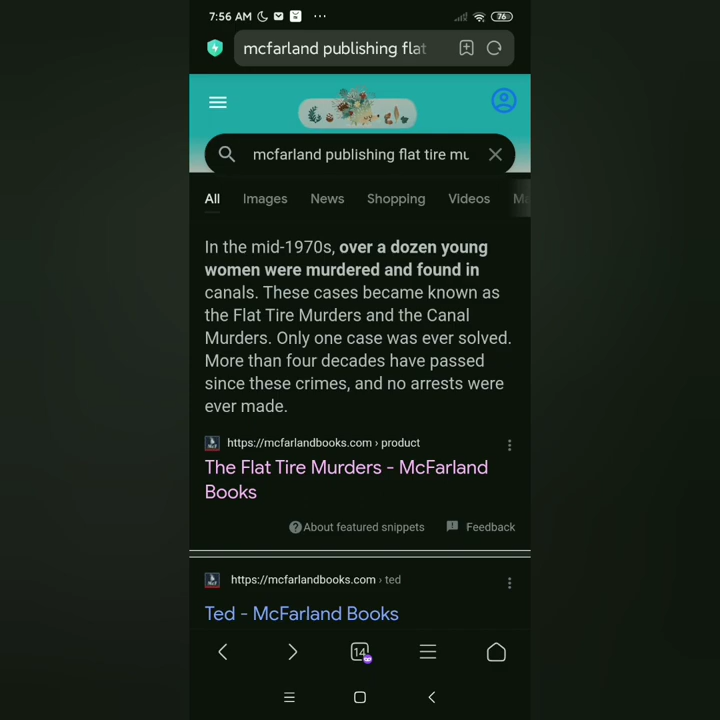 7:56 AM
76
mcfarland publishing flat
mcfarland publishing flat tire mu
All Images News Shopping Videos
In the mid-1970s, over a dozen young
women were murdered and found in
canals. These cases became known as
the Flat Tire Murders and the Canal
Murders. Only one case was ever solved.
More than four decades have passed
since these crimes, and no arrests were
ever made.
https://mcfarlandbooks.com › product
The Flat Tire Murders - McFarland
Books
About featured snippets Feedback
https://mcfarlandbooks.com › ted
Ted - McFarland Books
14